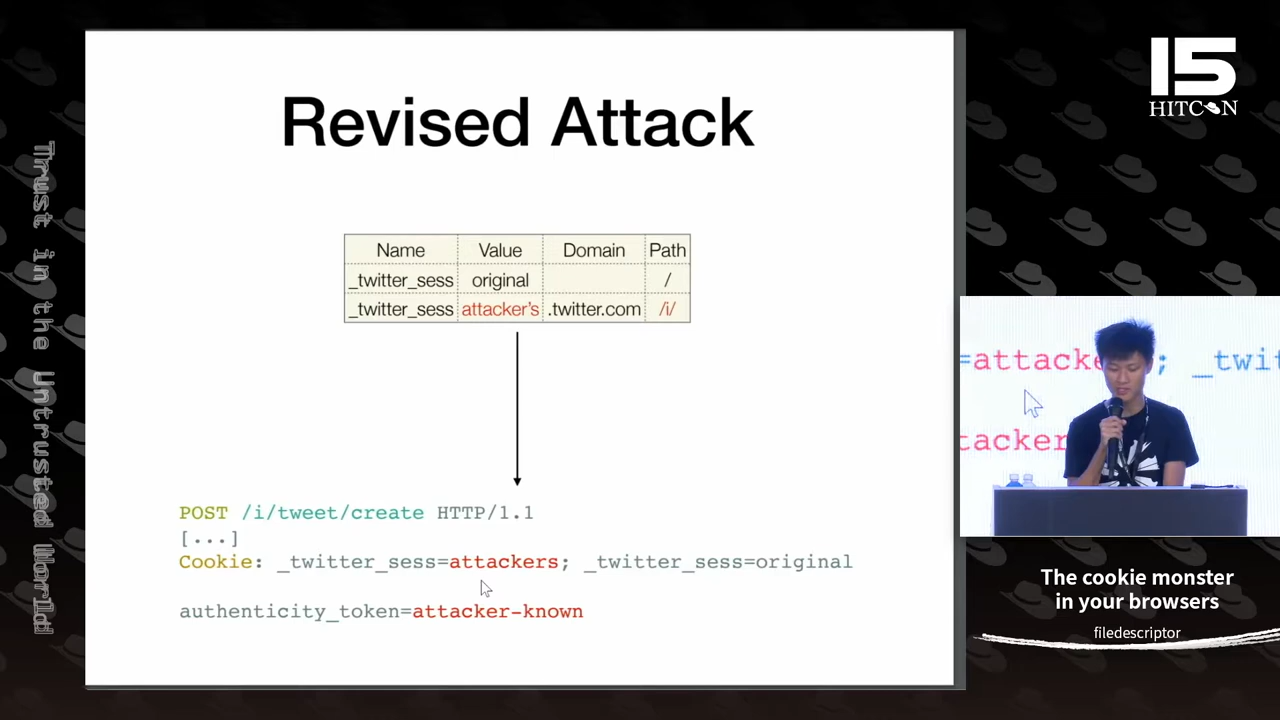 Revised Attack
Name Value Domain Path
_twitter_sess original /
_twitter_sess attacker's .twitter.com /i/
POST /i/tweet/create HTTP/1.1
[...]
Cookie: _twitter_sess=attackers; _twitter_sess=original
authenticity_token=attacker-known
Thrust in the Untrusted World
15
HITCON
=attacke ; _twit
tacker
The cookie monster
in your browsers
filedescriptor